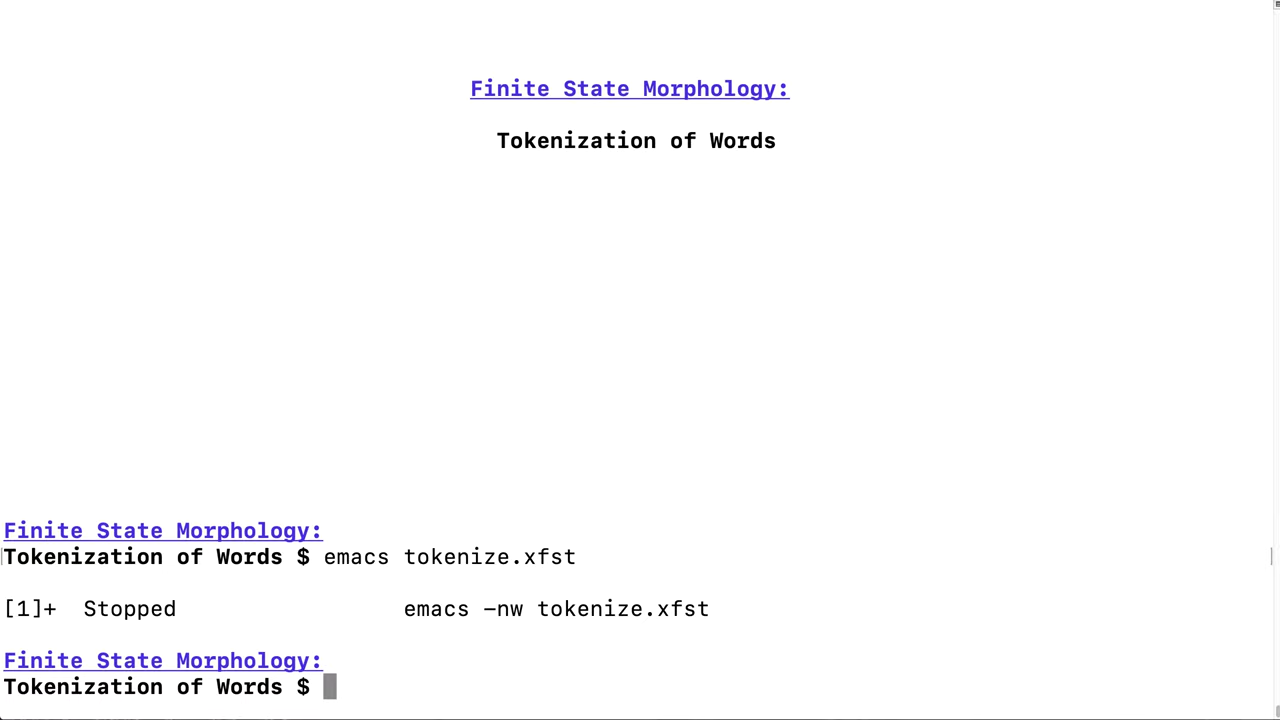 Finite State Morphology:
Tokenization of Words
Finite State Morphology:
Tokenization of Words $ emacs tokenize.xfst
[1]+  Stopped                 emacs -nw tokenize.xfst
Finite State Morphology:
Tokenization of Words $